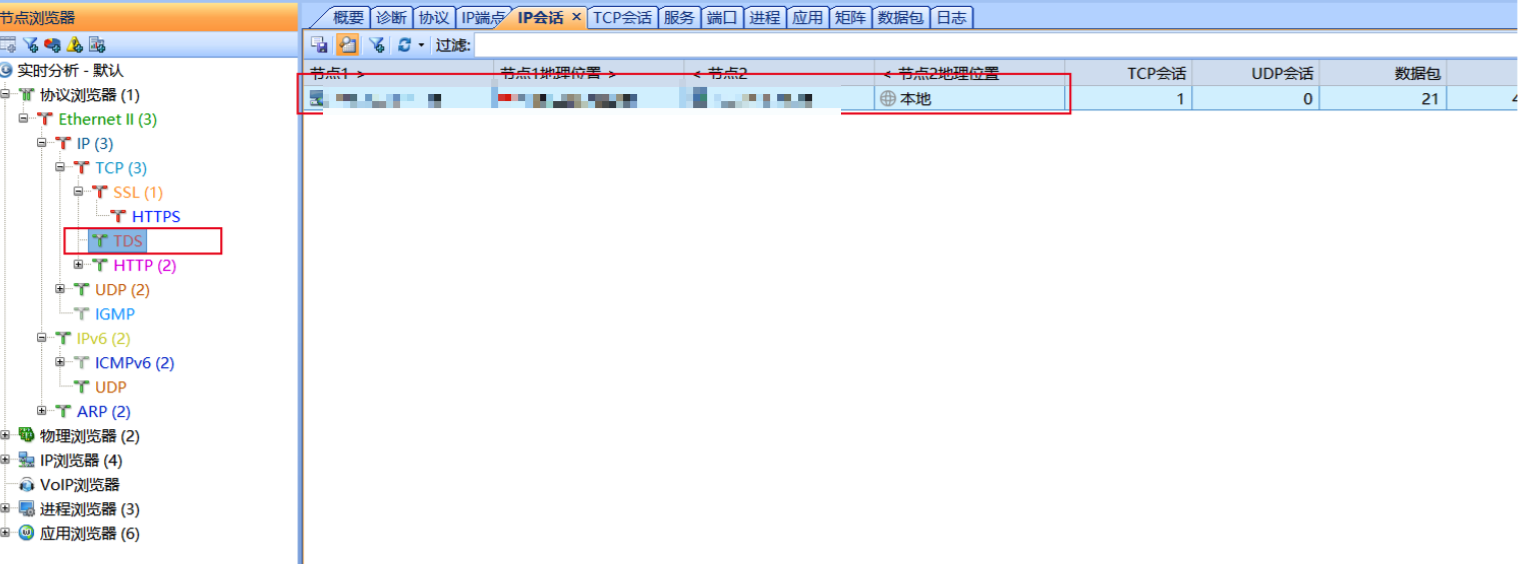 节点浏览器
概要 诊断 协议 IP端点 IP会话 × TCP会话 服务 端口 进程 应用 矩阵 数据包 日志
过滤:
实时分析 - 默认
协议浏览器 (1)
Ethernet II (3)
IP (3)
TCP (3)
SSL (1)
HTTPS
TDS
HTTP (2)
UDP (2)
IGMP
IPv6 (2)
ICMPv6 (2)
UDP
ARP (2)
物理浏览器 (2)
IP浏览器 (4)
VoIP浏览器
进程浏览器 (3)
应用浏览器 (6)
节点1 > 节点1地理位置 > < 节点2 < 节点2地理位置 TCP会话 UDP会话 数据包
本地 1 0 21